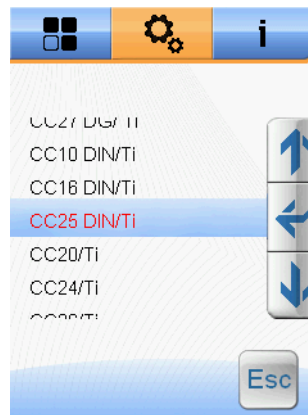 i
CC10 DIN/Ti
CC16 DIN/Ti
CC25 DIN/Ti
CC20/Ti
CC24/Ti
Esc